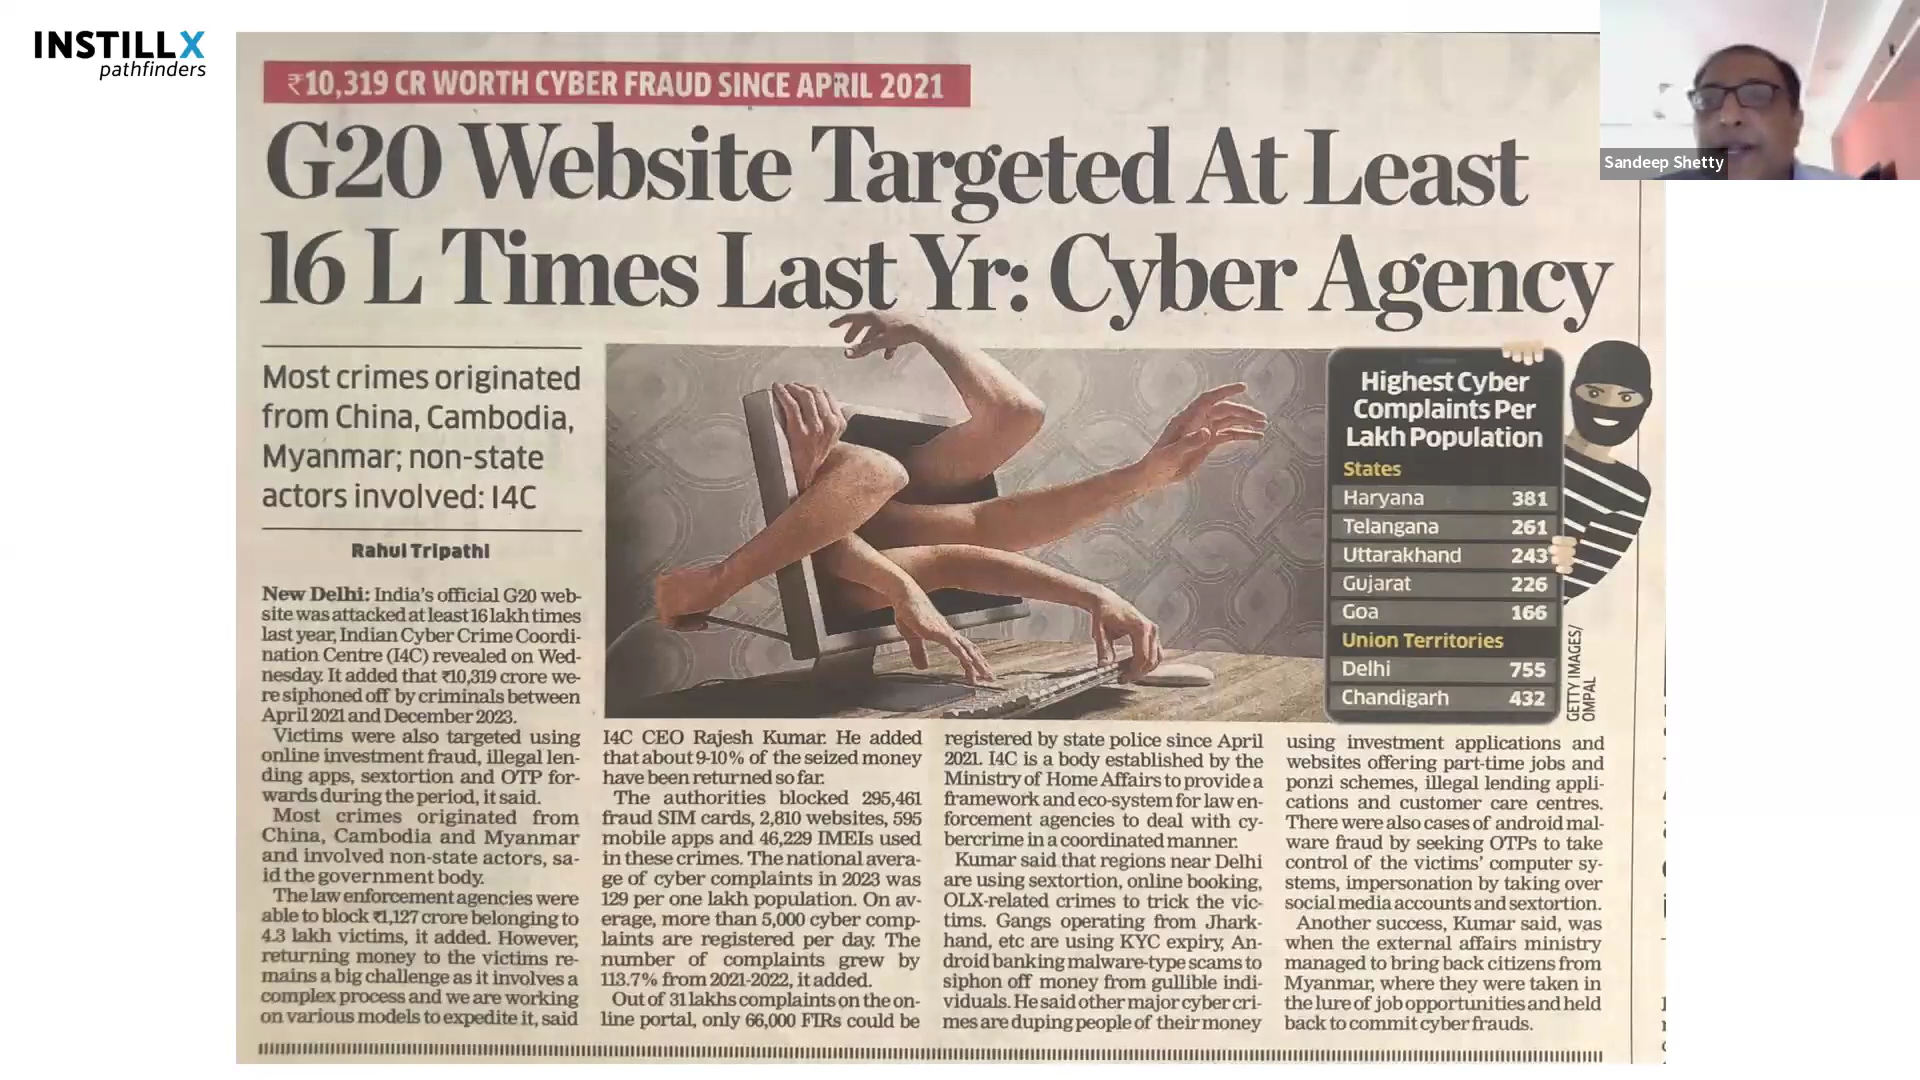 INSTILLX
pathfinders
₹10,319 CR WORTH CYBER FRAUD SINCE APRIL 2021
G20 Website Targeted At Least
16 L Times Last Yr: Cyber Agency
Most crimes originated
from China, Cambodia,
Myanmar; non-state
actors involved: I4C
Rahul Tripathi
New Delhi: India's official G20 web-
site was attacked at least 16 lakh times
last year, Indian Cyber Crime Coordi-
nation Centre (I4C) revealed on Wed-
nesday. It added that ₹10,319 crore we-
re siphoned off by criminals between
April 2021 and December 2023.
Victims were also targeted using
online investment fraud, illegal len-
ding apps, sextortion and OTP for-
wards during the period, it said.
Most crimes originated from
China, Cambodia and Myanmar
and involved non-state actors, sa-
id the government body.
The law enforcement agencies were
able to block ₹1,127 crore belonging to
4.3 lakh victims, it added. However,
returning money to the victims re-
mains a big challenge as it involves a
complex process and we are working
on various models to expedite it, said
I4C CEO Rajesh Kumar. He added
that about 9-10% of the seized money
have been returned so far.
The authorities blocked 295,461
fraud SIM cards, 2,810 websites, 595
mobile apps and 46,229 IMEIs used
in these crimes. The national avera-
ge of cyber complaints in 2023 was
129 per one lakh population. On av-
erage, more than 5,000 cyber comp-
laints are registered per day. The
number of complaints grew by
113.7% from 2021-2022, it added.
Out of 31 lakhs complaints on the on-
line portal, only 66,000 FIRs could be
registered by state police since April
2021. I4C is a body established by the
Ministry of Home Affairs to provide a
framework and eco-system for law en-
forcement agencies to deal with cy-
bercrime in a coordinated manner.
Kumar said that regions near Delhi
are using sextortion, online booking,
OLX-related crimes to trick the vic-
tims. Gangs operating from Jhark-
hand, etc are using KYC expiry, An-
droid banking malware-type scams to
siphon off money from gullible indi-
viduals. He said other major cyber cri-
mes are duping people of their money
using investment applications and
websites offering part-time jobs and
ponzi schemes, illegal lending appli-
cations and customer care centres.
There were also cases of android mal-
ware fraud by seeking OTPs to take
control of the victims' computer sy-
stems, impersonation by taking over
social media accounts and sextortion.
Another success, Kumar said, was
when the external affairs ministry
managed to bring back citizens from
Myanmar, where they were taken in
the lure of job opportunities and held
back to commit cyber frauds.
Highest Cyber
Complaints Per
Lakh Population
States
Haryana 381
Telangana 261
Uttarakhand 243
Gujarat 226
Goa 166
Union Territories
Delhi 755
Chandigarh 432
GETTY IMAGES/
OMPAL
Sandeep Shetty